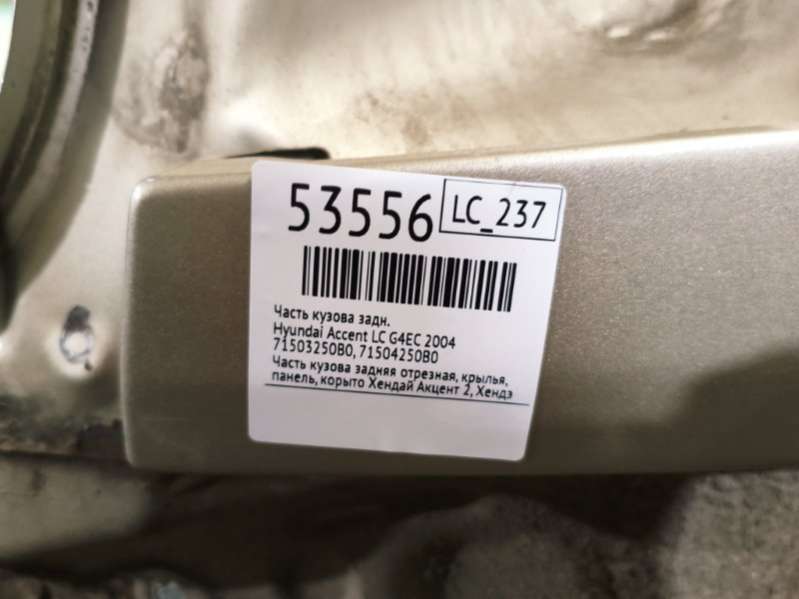 53556
LC_237
Часть кузова задн.
Hyundai Accent LC G4EC 2004
71503250B0, 71504250B0
Часть кузова задняя отрезная, крылья,
панель, корыто Хендай Акцент 2, Хендэ